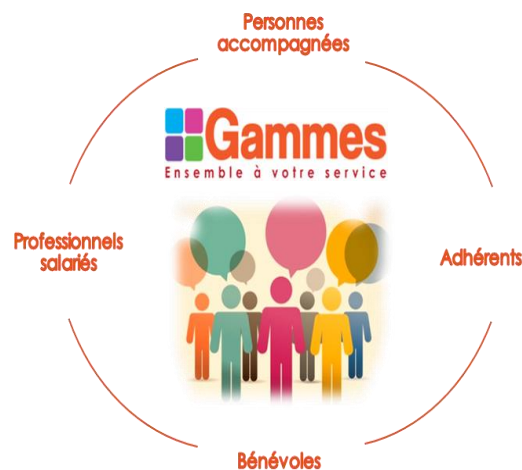 Personnes
accompagnées
Gammes
Ensemble à votre service
Professionnels
salariés
Adhérents
Bénévoles